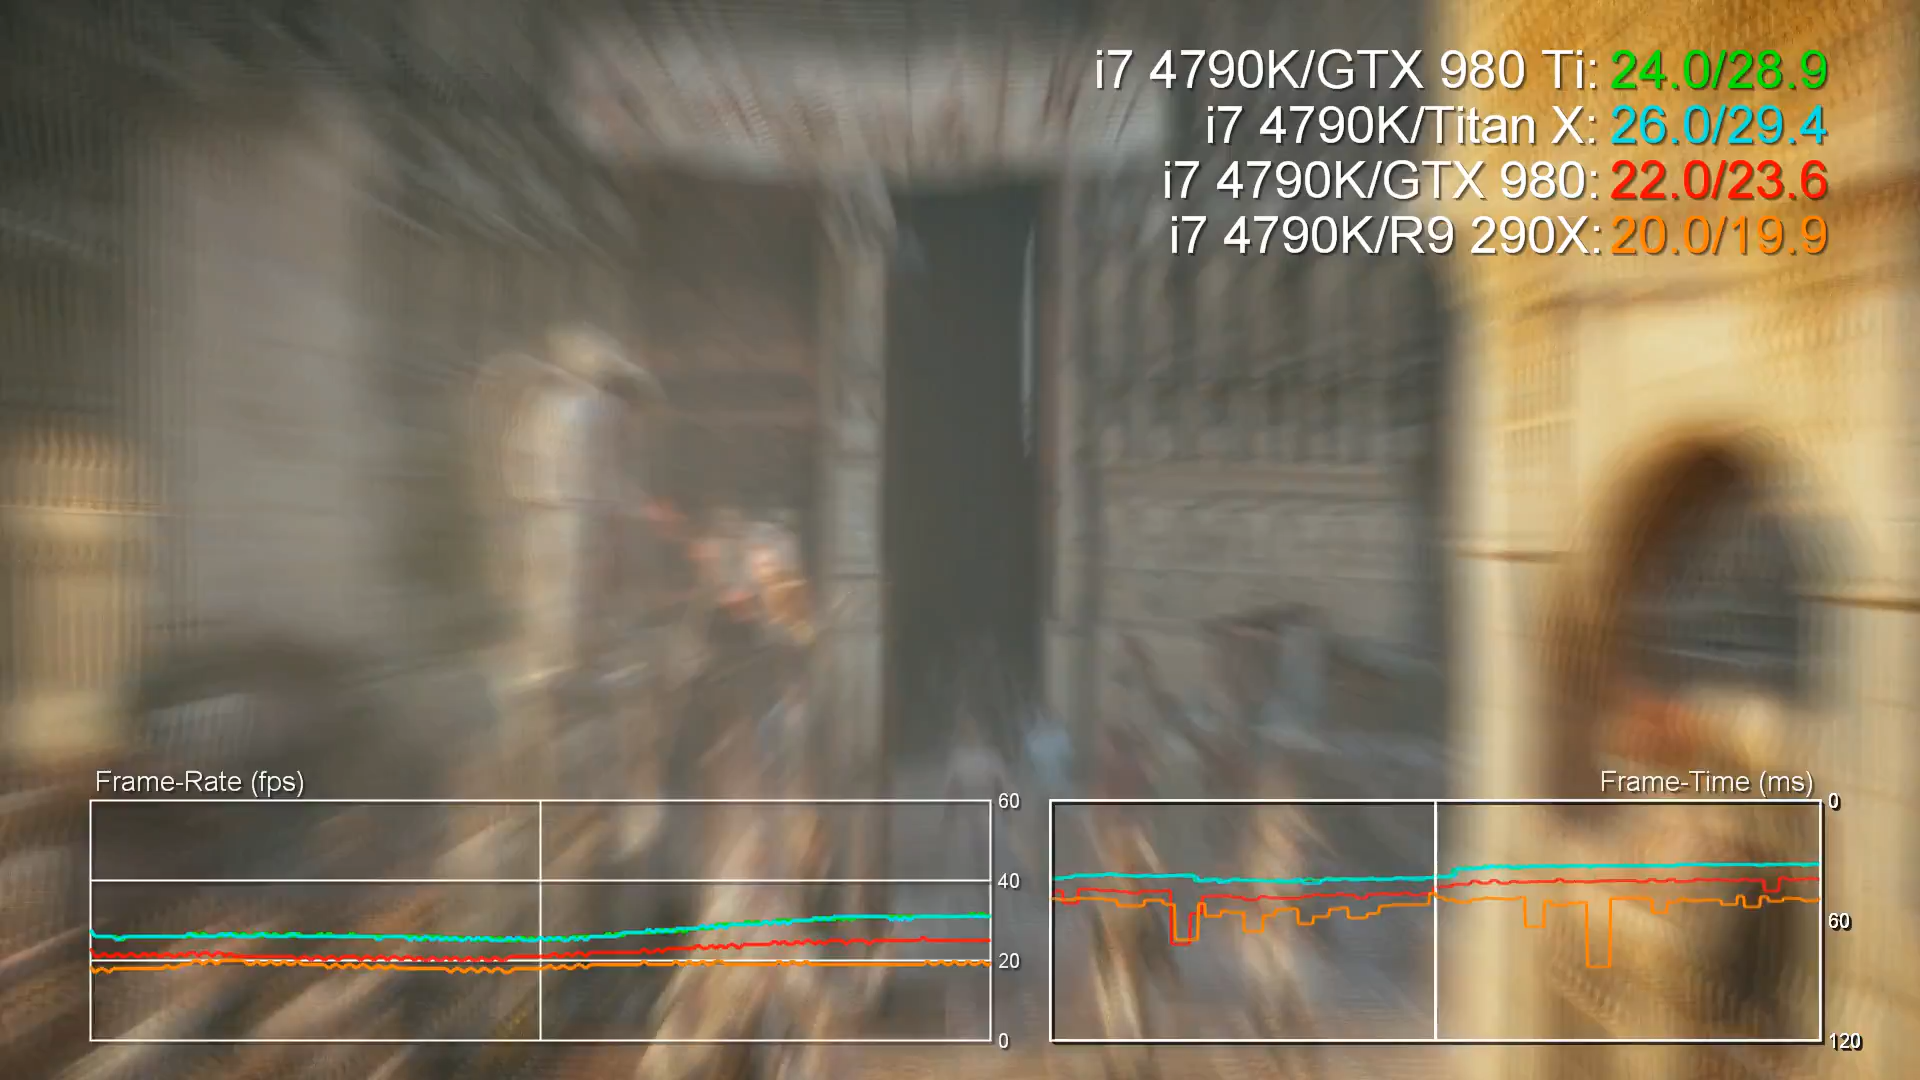 i7 4790K/GTX 980 Ti: 24.0/28.9
i7 4790K/Titan X: 26.0/29.4
i7 4790K/GTX 980: 22.0/23.6
i7 4790K/R9 290X: 20.0/19.9
Frame-Rate (fps)
60
40
20
0
Frame-Time (ms)
0
60
120